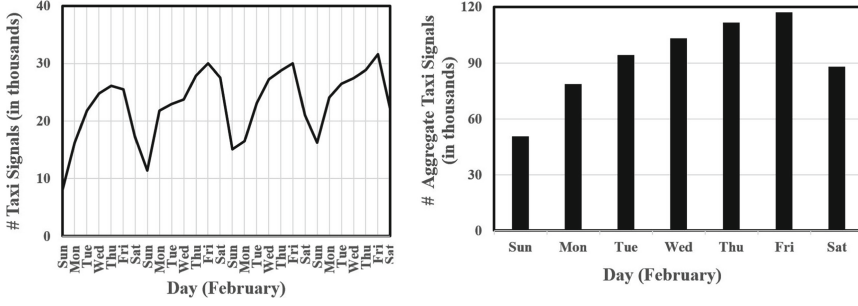 # Taxi Signals (in thousands)
40
30
20
10
0
Sun
Mon
Tue
Wed
Thu
Fri
Sat
Sun
Mon
Tue
Wed
Thu
Fri
Sat
Sun
Mon
Tue
Wed
Thu
Fri
Sat
Sun
Mon
Tue
Wed
Thu
Fri
Sat
Day (February)
# Aggregate Taxi Signals
(in thousands)
120
90
60
30
0
Sun Mon Tue Wed Thu Fri Sat
Day (February)